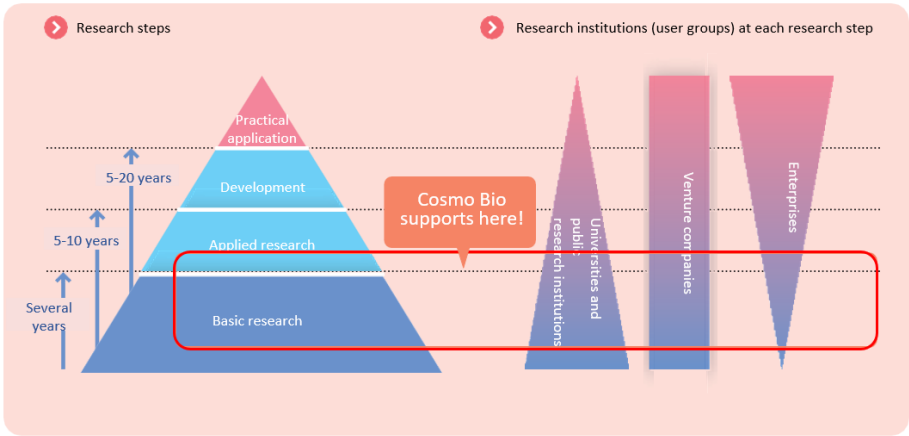 Research steps
Research institutions (user groups) at each research step
Practical
application
5-20 years
Development
Cosmo Bio
supports here!
5-10 years
Applied research
Several
years
Basic research
Universities and
public
research institutions
Venture companies
Enterprises